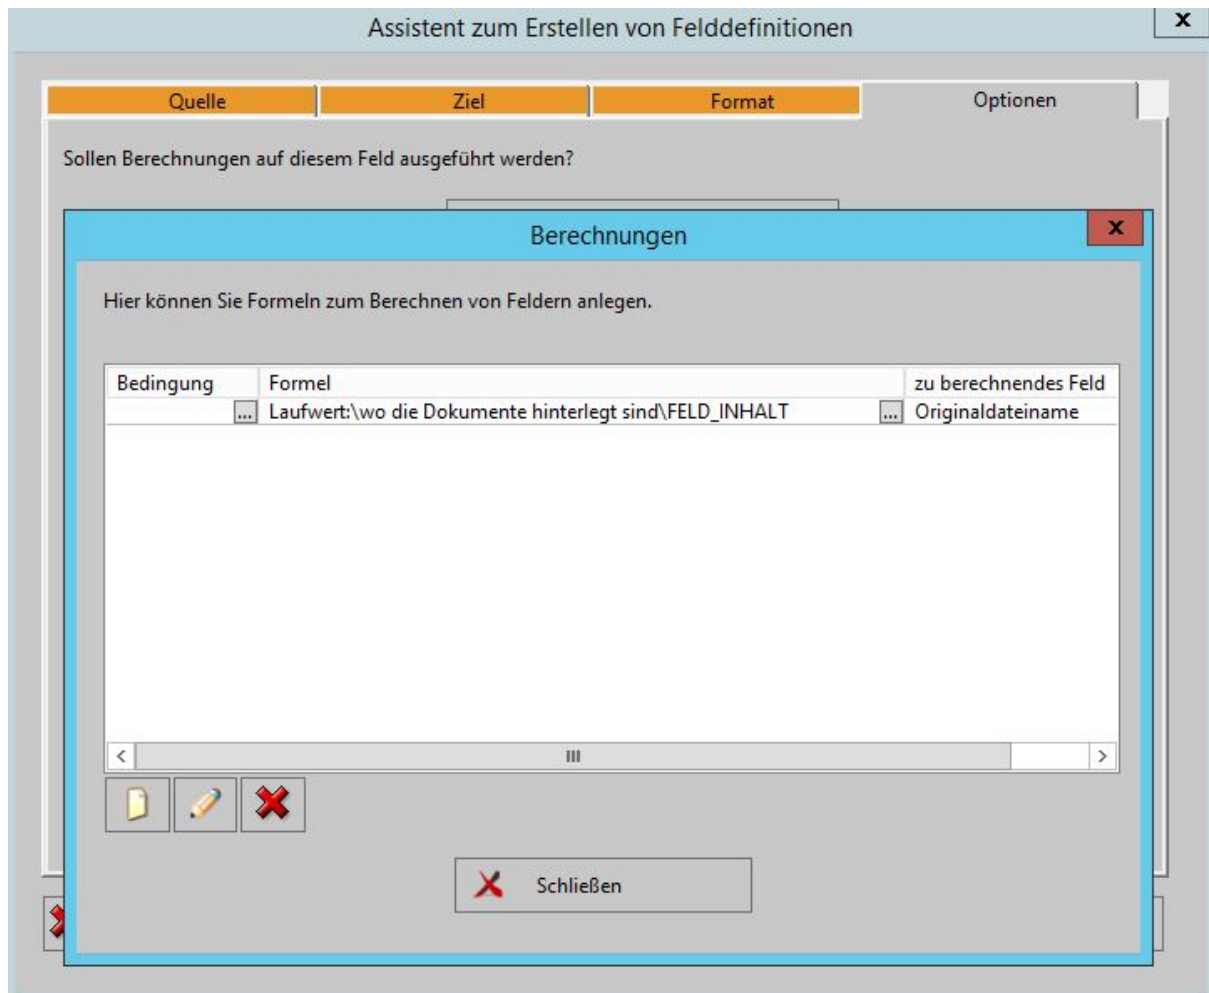 Assistent zum Erstellen von Felddefinitionen
x
Quelle Ziel Format Optionen
Sollen Berechnungen auf diesem Feld ausgeführt werden?
Berechnungen
x
Hier können Sie Formeln zum Berechnen von Feldern anlegen.
Bedingung Formel zu berechnendes Feld
... Laufwert:\wo die Dokumente hinterlegt sind\FELD_INHALT ... Originaldateiname
Schließen